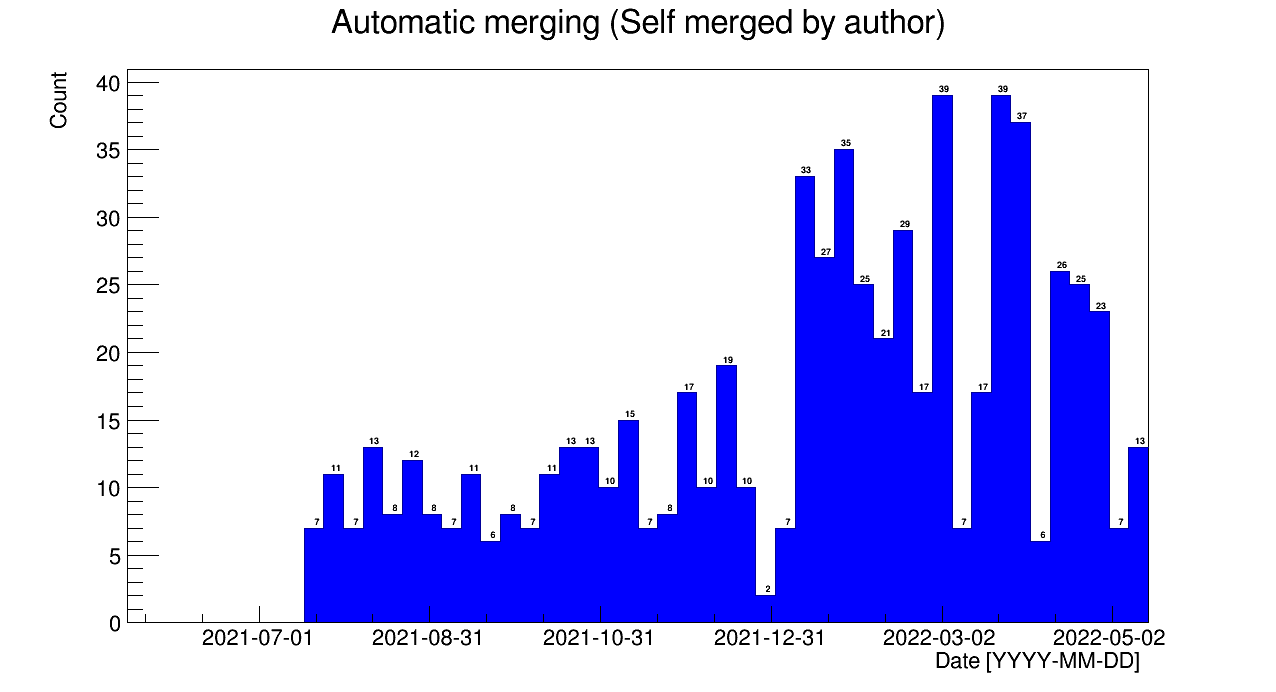 Automatic merging (Self merged by author)
Count
40
35
30
25
20
15
10
5
0
7 11 7 13 8 12 8 7 11 6 8 7 11 13 13 10 15 7 8 17 10 19 10 2 7 33 27 35 25 21 29 17 39 7 17 39 37 6 26 25 23 7 13
2021-07-01 2021-08-31 2021-10-31 2021-12-31 2022-03-02 2022-05-02
Date [YYYY-MM-DD]